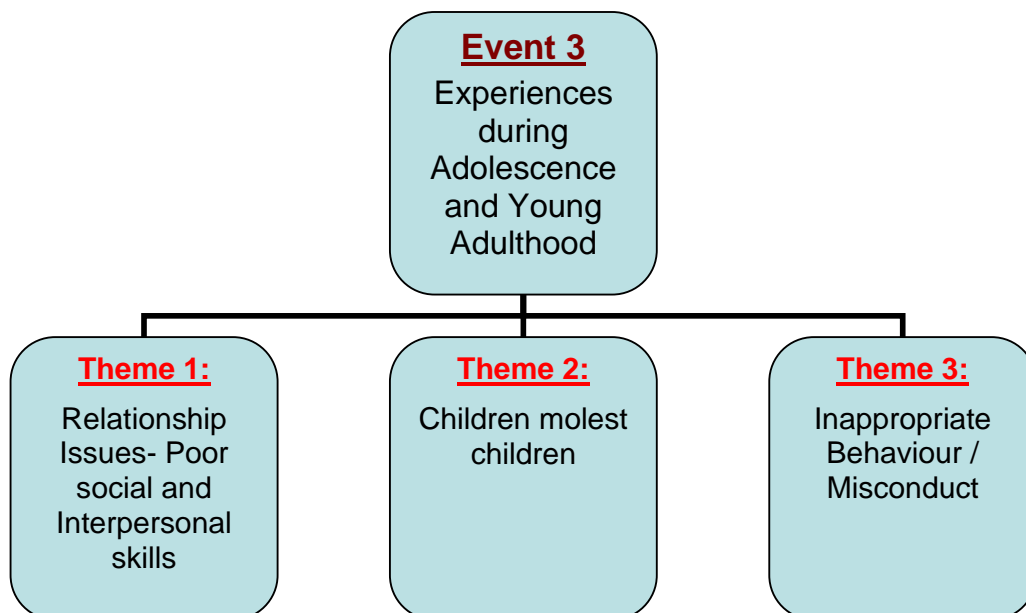 Event 3
Experiences
during
Adolescence
and Young
Adulthood
Theme 1:
Relationship
Issues- Poor
social and
Interpersonal
skills
Theme 2:
Children molest
children
Theme 3:
Inappropriate
Behaviour /
Misconduct